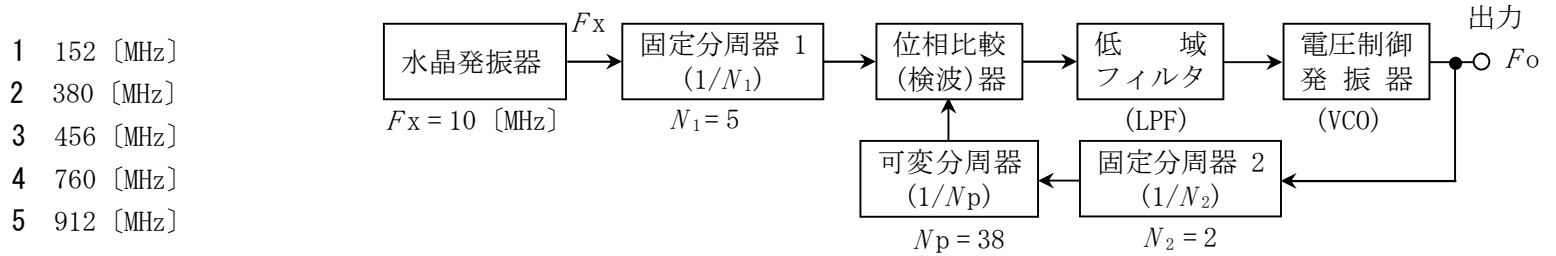 1 152 〔MHz〕
2 380 〔MHz〕
3 456 〔MHz〕
4 760 〔MHz〕
5 912 〔MHz〕
水晶発振器
Fx = 10 〔MHz〕
Fx
固定分周器 1
(1/N₁)
N₁ = 5
位相比較
(検波)器
低 域
フィルタ
(LPF)
電圧制御
発 振 器
(VCO)
出力
Fo
可変分周器
(1/Np)
Np = 38
固定分周器 2
(1/N₂)
N₂ = 2